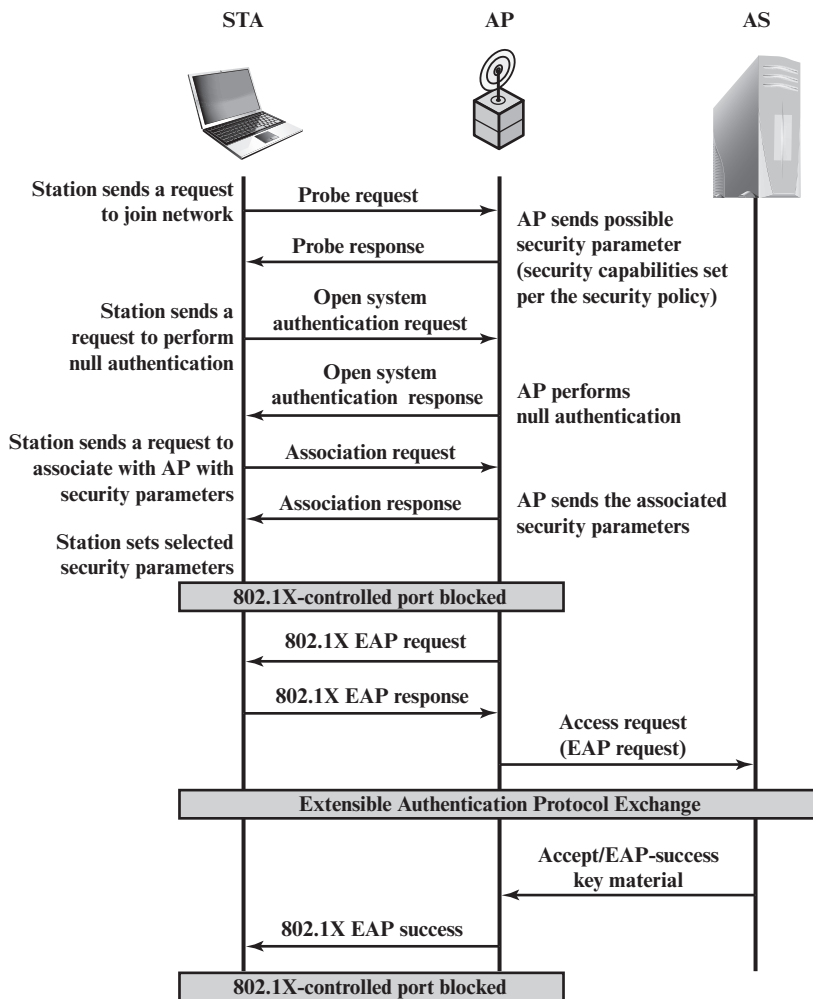 STA
AP
AS
Station sends a request
to join network
Probe request
AP sends possible
security parameter
(security capabilities set
per the security policy)
Probe response
Station sends a
request to perform
null authentication
Open system
authentication request
Open system
authentication response
AP performs
null authentication
Station sends a request to
associate with AP with
security parameters
Association request
Association response
AP sends the associated
security parameters
Station sets selected
security parameters
802.1X-controlled port blocked
802.1X EAP request
802.1X EAP response
Access request
(EAP request)
Extensible Authentication Protocol Exchange
Accept/EAP-success
key material
802.1X EAP success
802.1X-controlled port blocked